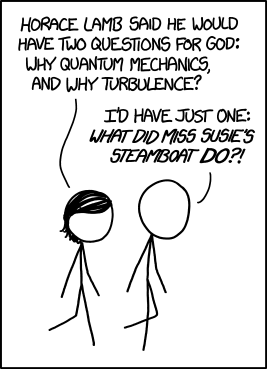 HORACE LAMB SAID HE WOULD
HAVE TWO QUESTIONS FOR GOD:
WHY QUANTUM MECHANICS,
AND WHY TURBULENCE?
I'D HAVE JUST ONE:
WHAT DID MISS SUSIE'S
STEAMBOAT DO?!